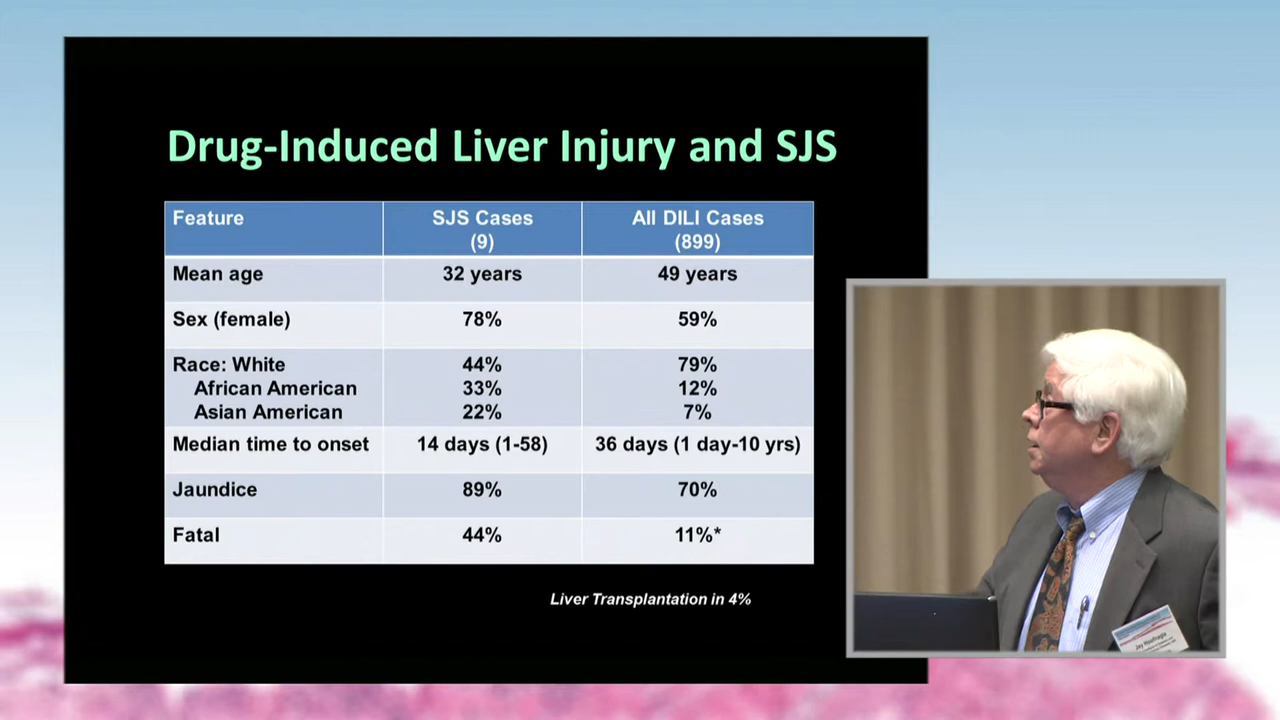 Drug-Induced Liver Injury and SJS
Feature SJS Cases All DILI Cases
(9) (899)
Mean age 32 years 49 years
Sex (female) 78% 59%
Race: White 44% 79%
African American 33% 12%
Asian American 22% 7%
Median time to onset 14 days (1-58) 36 days (1 day-10 yrs)
Jaundice 89% 70%
Fatal 44% 11%*
Liver Transplantation in 4%
Jay Hoofnagle